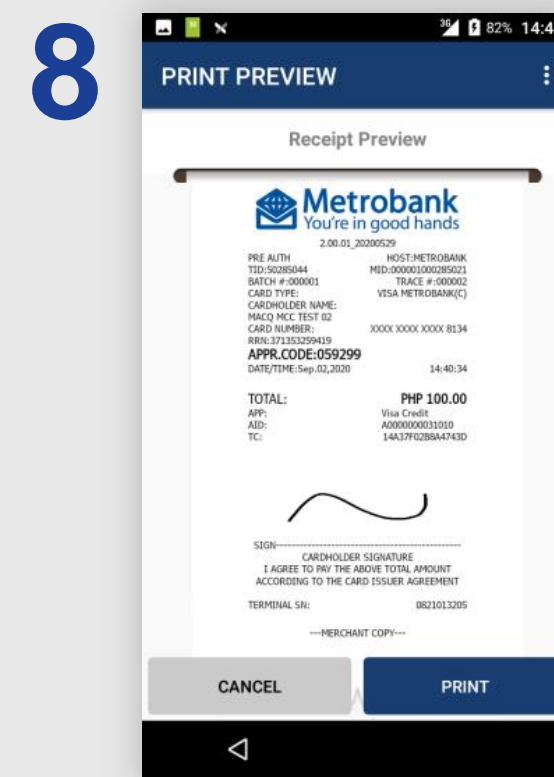 8
3G 82% 14:4
PRINT PREVIEW
Receipt Preview
Metrobank
You're in good hands
2.00.01_20200529
PRE AUTH HOST:METROBANK
TID:50285044 MID:000001000285021
BATCH #:000001 TRACE #:000002
CARD TYPE: VISA METROBANK(C)
CARDHOLDER NAME:
MACQ MCC TEST 02
CARD NUMBER: XXXX XXXX XXXX 8134
RRN:371353259419
APPR.CODE:059299
DATE/TIME:Sep.02,2020 14:40:34
TOTAL: PHP 100.00
APP: Visa Credit
AID: A0000000031010
TC: 14A37F02B8A4743D
SIGN------------------------------------------------
CARDHOLDER SIGNATURE
I AGREE TO PAY THE ABOVE TOTAL AMOUNT
ACCORDING TO THE CARD ISSUER AGREEMENT
TERMINAL SN: 0821013205
---MERCHANT COPY---
CANCEL PRINT